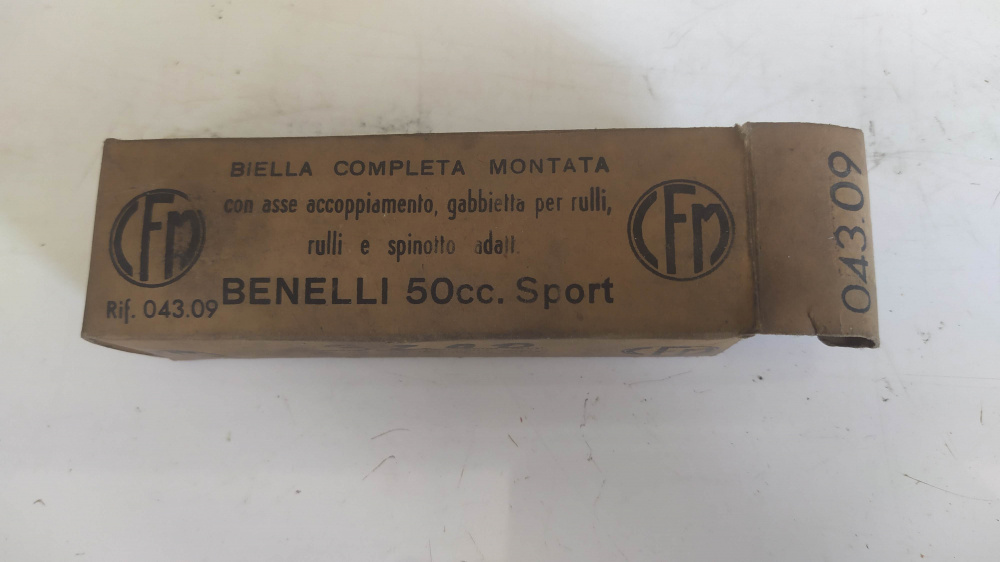 BIELLA COMPLETA MONTATA
con asse accoppiamento, gabbietta per rulli,
rulli e spinotto adatt.
BENELLI 50cc. Sport
CFM
CFM
Rif. 043.09
043.09
CFM